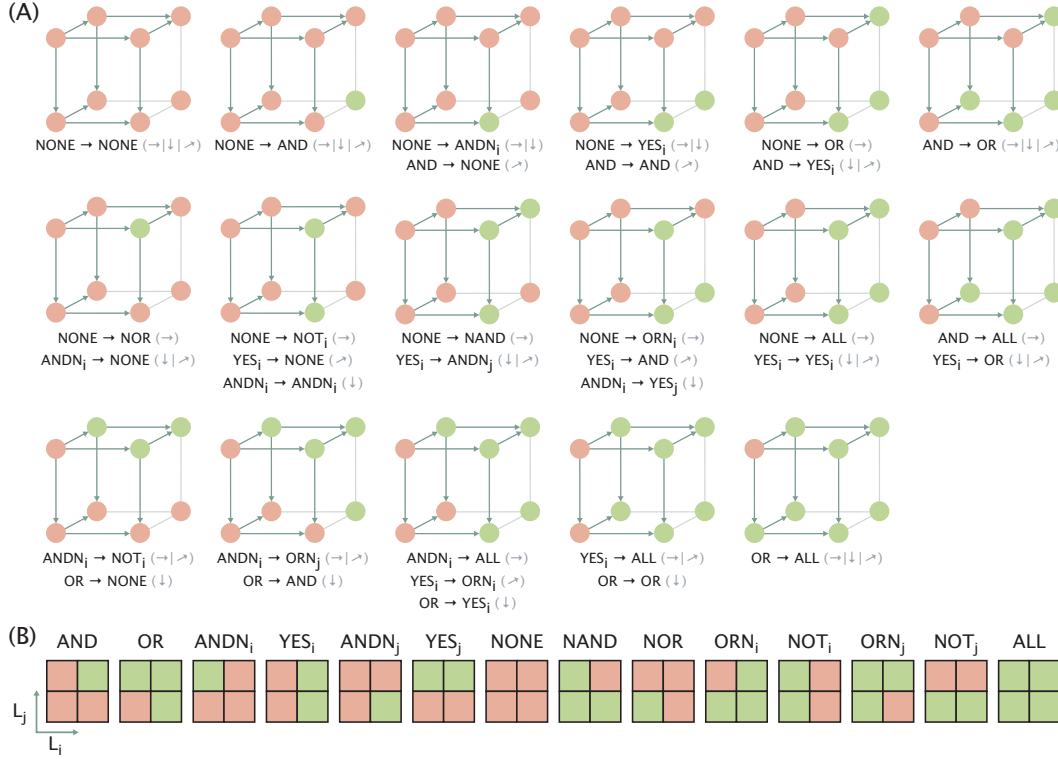 (A)
NONE → NONE (→|↓|↗)
NONE → AND (→|↓|↗)
NONE → ANDNi (→|↓)
AND → NONE (↗)
NONE → YESi (→|↓)
AND → AND (↗)
NONE → OR (→)
AND → YESi (↓|↗)
AND → OR (→|↓|↗)
NONE → NOR (→)
ANDNi → NONE (↓|↗)
NONE → NOTi (→)
YESi → NONE (↗)
ANDNi → ANDNi (↓)
NONE → NAND (→)
YESi → ANDNj (↓|↗)
NONE → ORNi (→)
YESi → AND (↗)
ANDNi → YESj (↓)
NONE → ALL (→)
YESi → YESi (↓|↗)
AND → ALL (→)
YESi → OR (↓|↗)
ANDNi → NOTi (→|↗)
OR → NONE (↓)
ANDNi → ORNj (→|↗)
OR → AND (↓)
ANDNi → ALL (→)
YESi → ORNi (↗)
OR → YESi (↓)
YESi → ALL (→|↗)
OR → OR (↓)
OR → ALL (→|↓|↗)
(B)
AND OR ANDNi YESi ANDNj YESj NONE NAND NOR ORNi NOTi ORNj NOTj ALL
Lj
Li